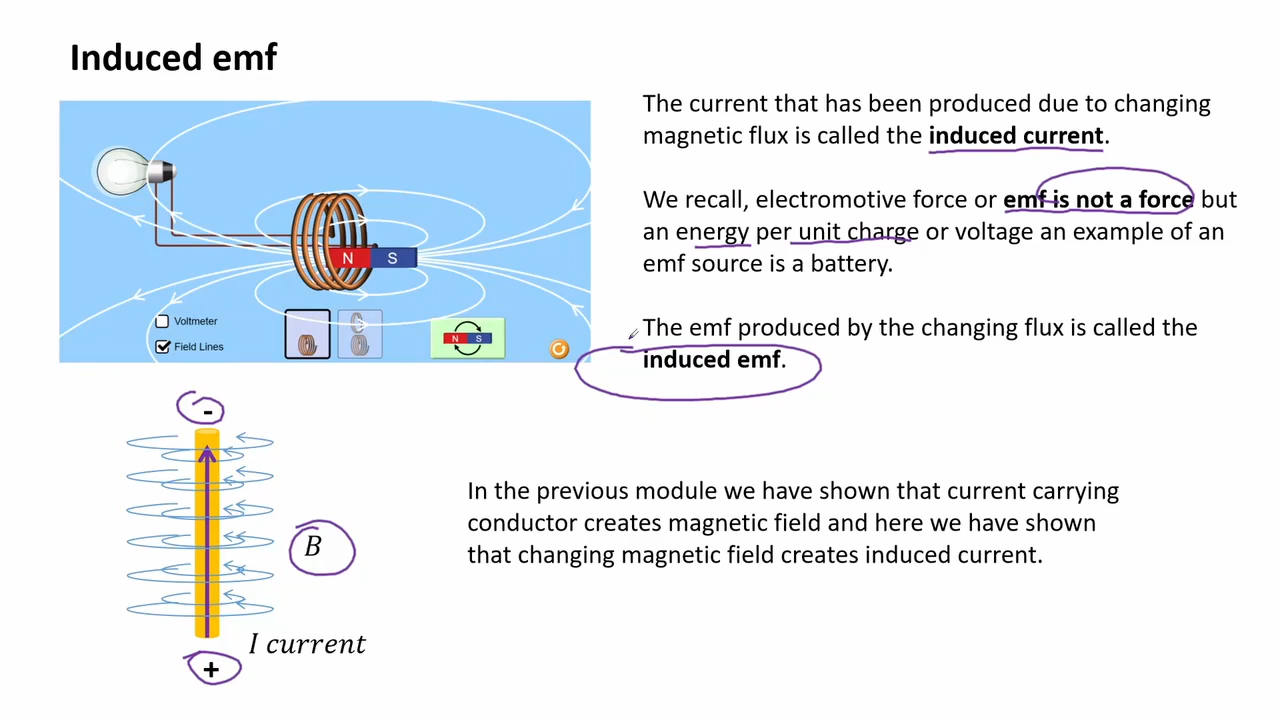 Induced emf
The current that has been produced due to changing
magnetic flux is called the induced current.
We recall, electromotive force or emf is not a force but
an energy per unit charge or voltage an example of an
emf source is a battery.
The emf produced by the changing flux is called the
induced emf.
N S
Voltmeter
Field Lines
N S
-
B
I current
+
In the previous module we have shown that current carrying
conductor creates magnetic field and here we have shown
that changing magnetic field creates induced current.